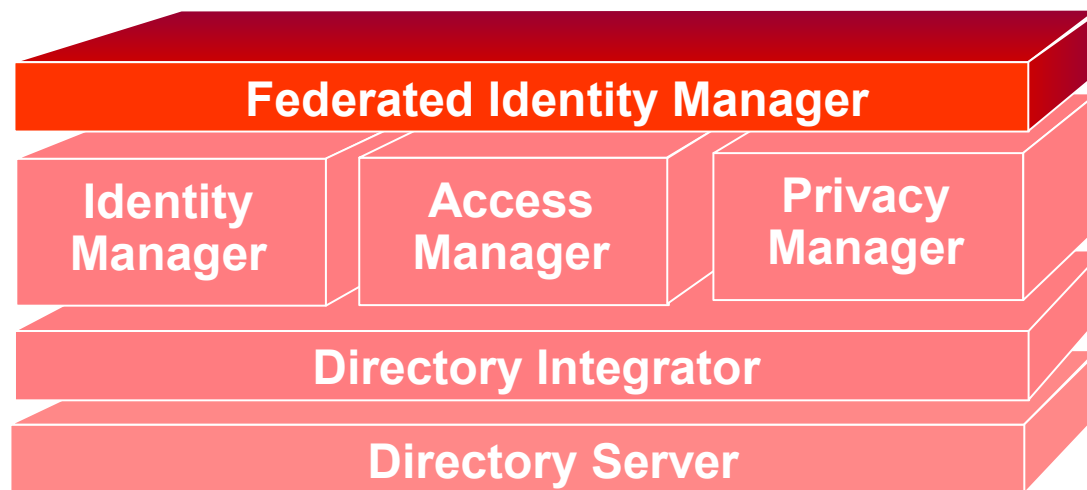 Federated Identity Manager
Identity
Manager
Access
Manager
Privacy
Manager
Directory Integrator
Directory Server